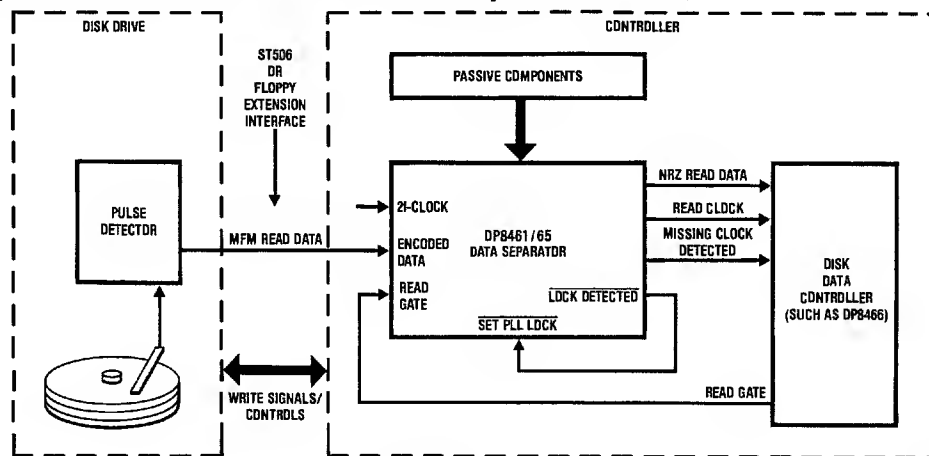 DISK DRIVE
CONTROLLER
ST506
OR
FLOPPY
EXTENSION
INTERFACE
PASSIVE COMPONENTS
PULSE
DETECTOR
MFM READ DATA
2f-CLOCK
ENCODED
DATA
READ
GATE
DP8461/65
DATA SEPARATOR
LOCK DETECTED
SET PLL LOCK
NRZ READ DATA
READ CLOCK
MISSING CLOCK
DETECTED
DISK
DATA
CONTROLLER
(SUCH AS DP8466)
READ GATE
WRITE SIGNALS/
CONTROLS